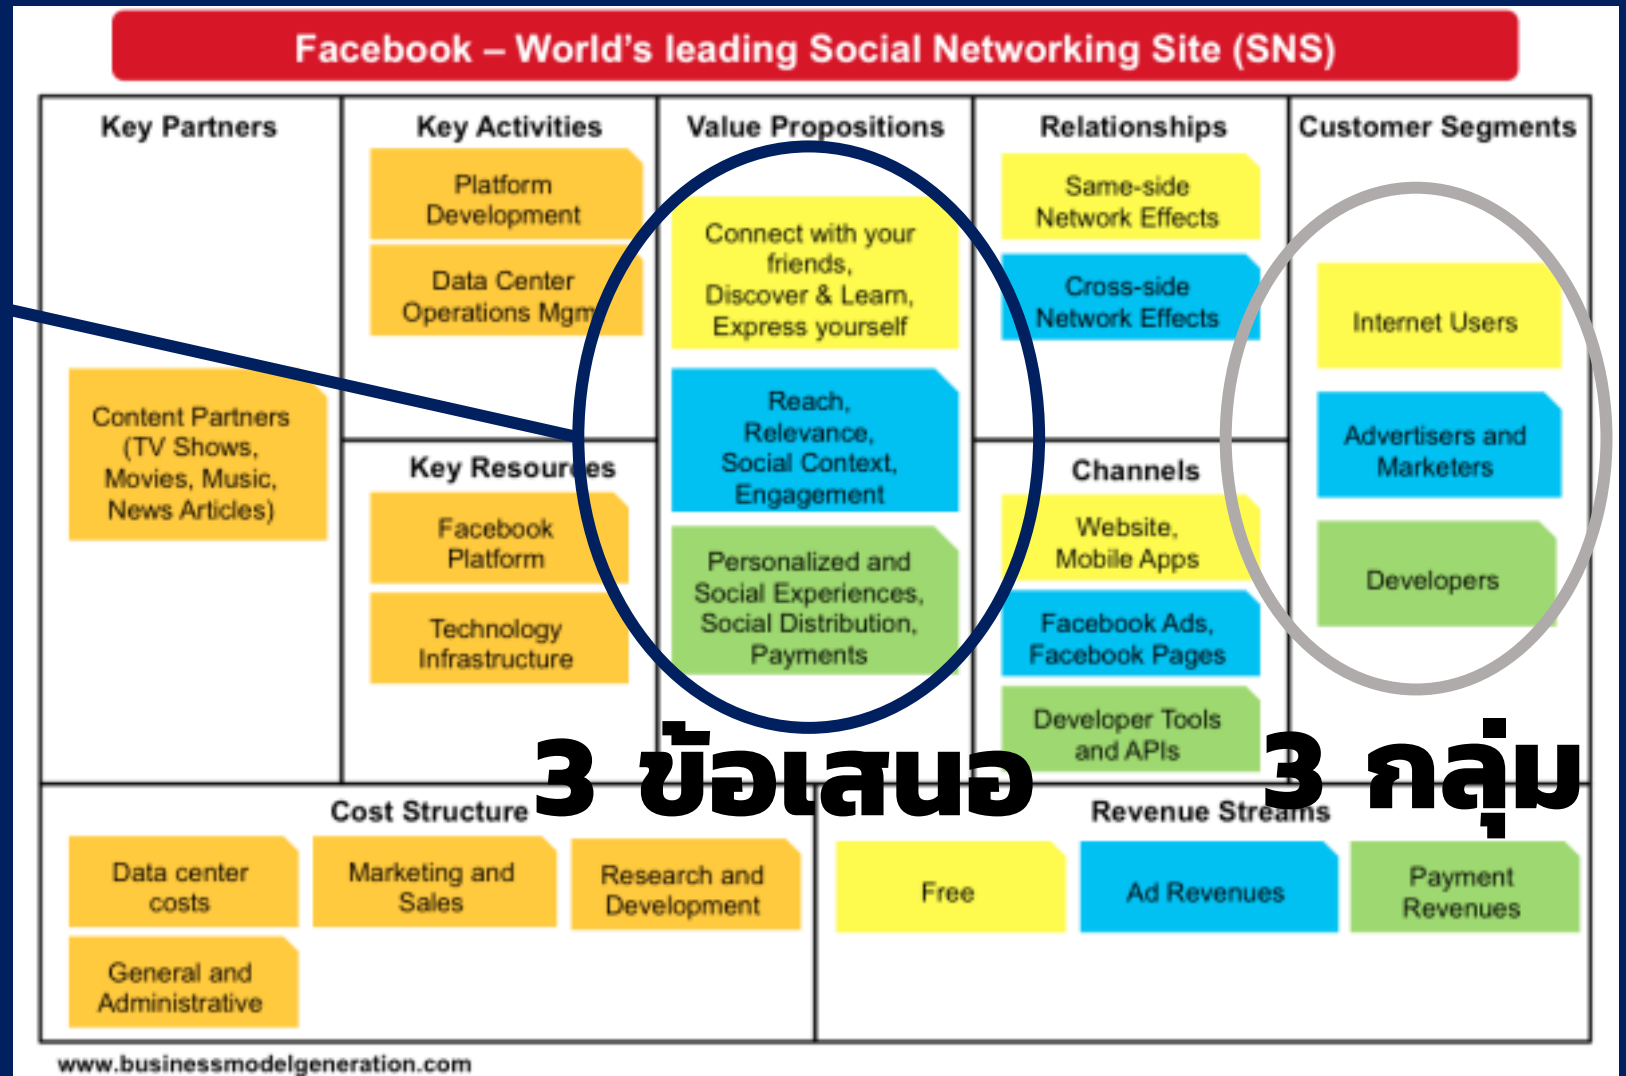 Facebook – World's leading Social Networking Site (SNS)
Key Partners
Content Partners
(TV Shows,
Movies, Music,
News Articles)
Key Activities
Platform
Development
Data Center
Operations Mgm
Key Resources
Facebook
Platform
Technology
Infrastructure
Value Propositions
Connect with your
friends,
Discover & Learn,
Express yourself
Reach,
Relevance,
Social Context,
Engagement
Personalized and
Social Experiences,
Social Distribution,
Payments
3 ข้อเสนอ
Relationships
Same-side
Network Effects
Cross-side
Network Effects
Channels
Website,
Mobile Apps
Facebook Ads,
Facebook Pages
Developer Tools
and APIs
Customer Segments
Internet Users
Advertisers and
Marketers
Developers
3 กลุ่ม
Cost Structure
Data center
costs
Marketing and
Sales
Research and
Development
General and
Administrative
Revenue Streams
Free
Ad Revenues
Payment
Revenues
www.businessmodelgeneration.com